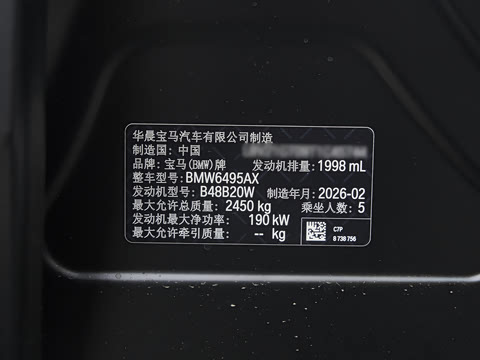 华晨宝马汽车有限公司制造
制造国：中国
品牌：宝马(BMW)牌 发动机排量：1998 mL
整车型号：BMW6495AX
发动机型号：B48B20W 制造年月：2026-02
最大允许总质量：2450 kg 乘坐人数：5
发动机最大净功率：190 kW
最大允许牵引质量：-- kg
C7P
8 738 756